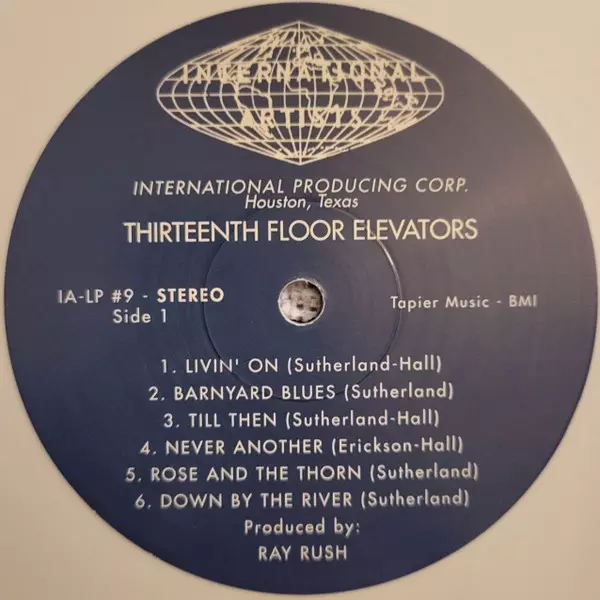 INTERNATIONAL
ARTISTS
INTERNATIONAL PRODUCING CORP.
Houston, Texas
THIRTEENTH FLOOR ELEVATORS
IA-LP #9 - STEREO
Side 1
Tapier Music - BMI
1. LIVIN' ON (Sutherland-Hall)
2. BARNYARD BLUES (Sutherland)
3. TILL THEN (Sutherland-Hall)
4. NEVER ANOTHER (Erickson-Hall)
5. ROSE AND THE THORN (Sutherland)
6. DOWN BY THE RIVER (Sutherland)
Produced by:
RAY RUSH